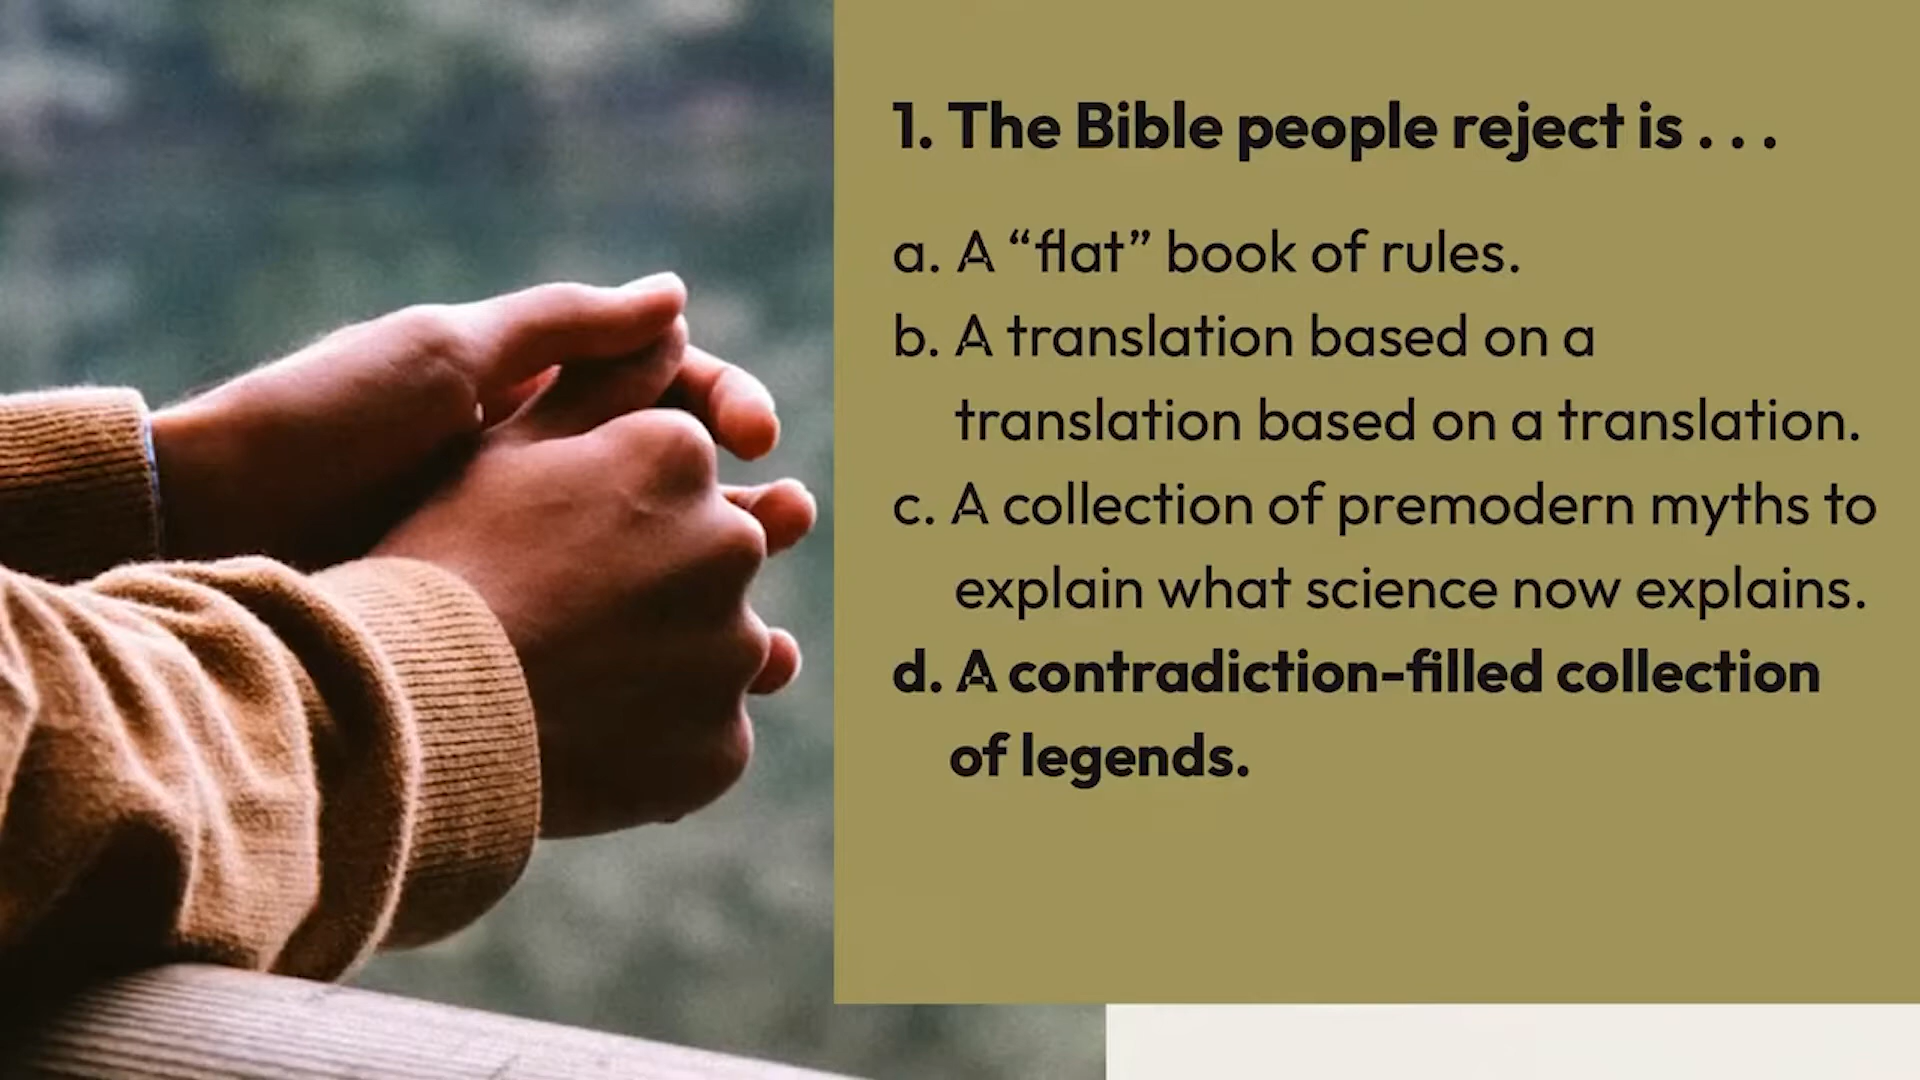 1. The Bible people reject is . . .
a. A “flat” book of rules.
b. A translation based on a
translation based on a translation.
c. A collection of premodern myths to
explain what science now explains.
d. A contradiction-filled collection
of legends.